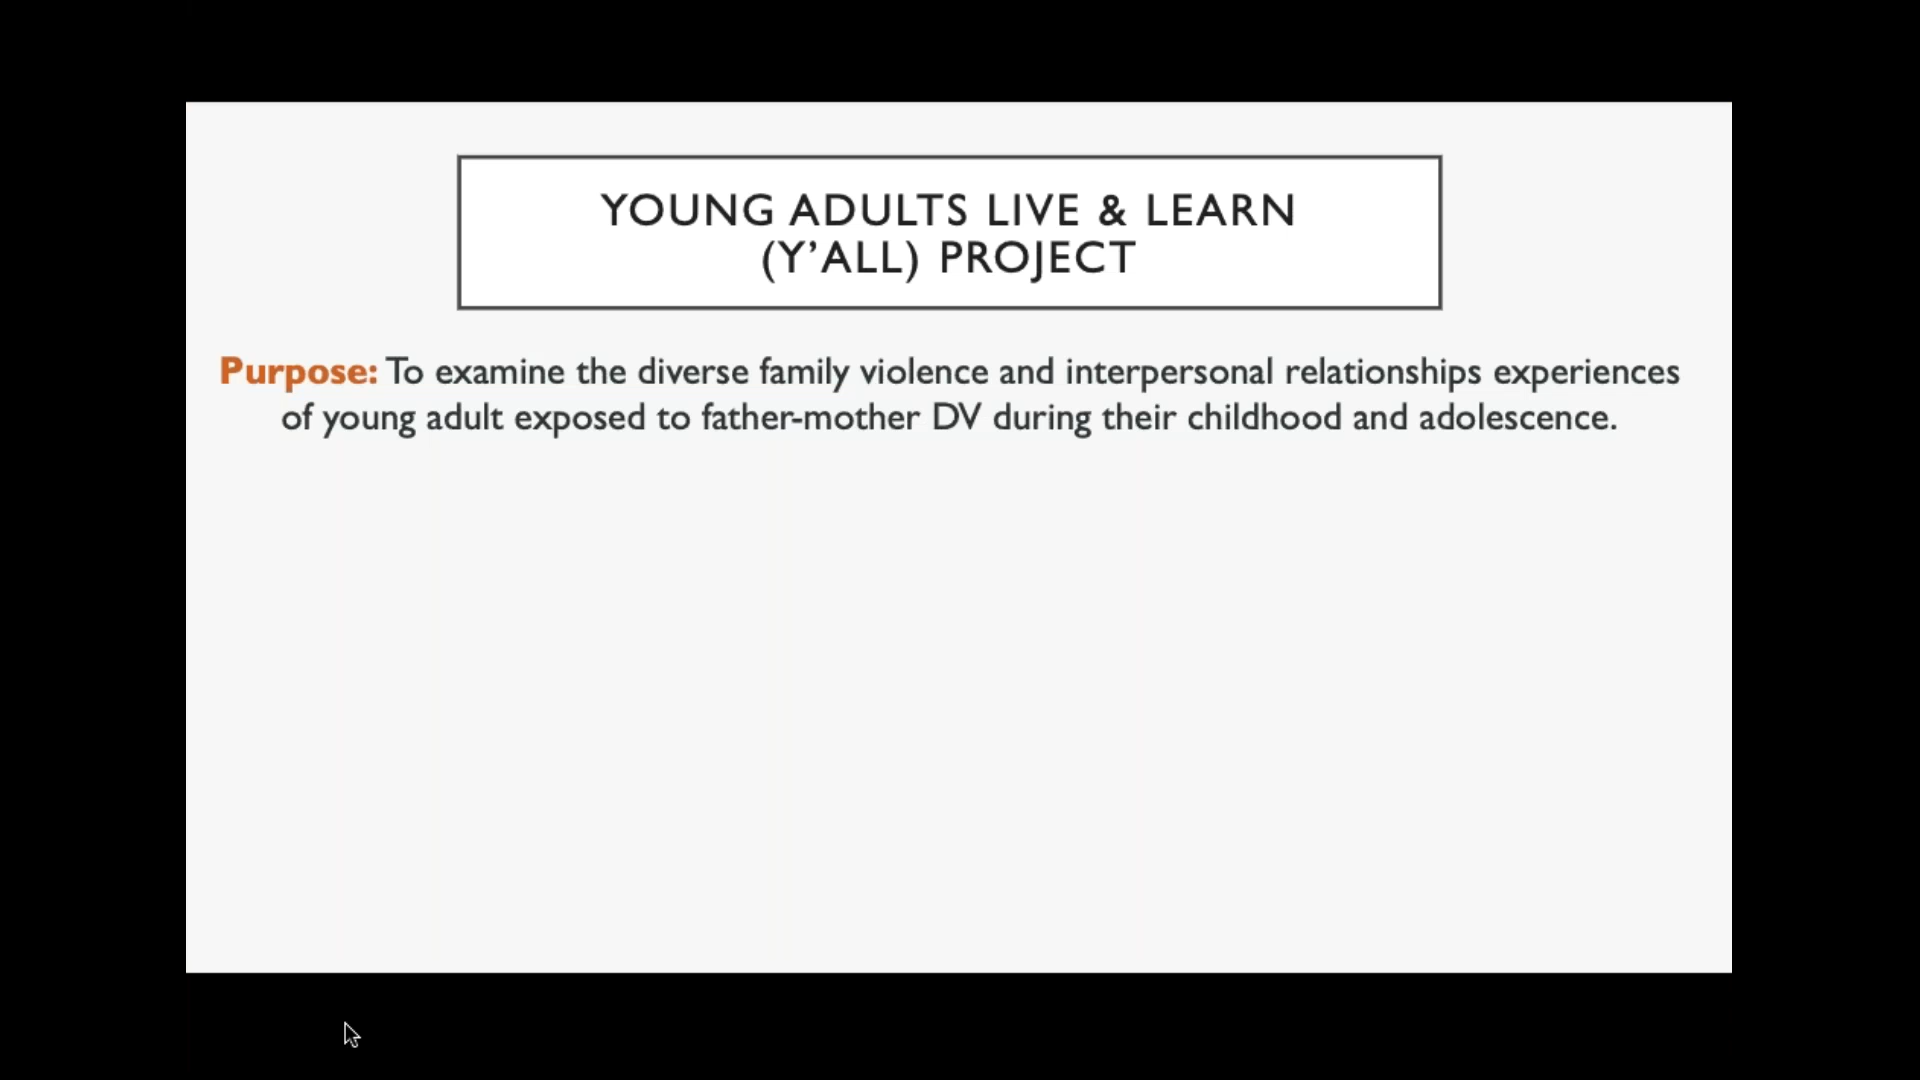 YOUNG ADULTS LIVE & LEARN
(Y’ALL) PROJECT
Purpose: To examine the diverse family violence and interpersonal relationships experiences
of young adult exposed to father-mother DV during their childhood and adolescence.